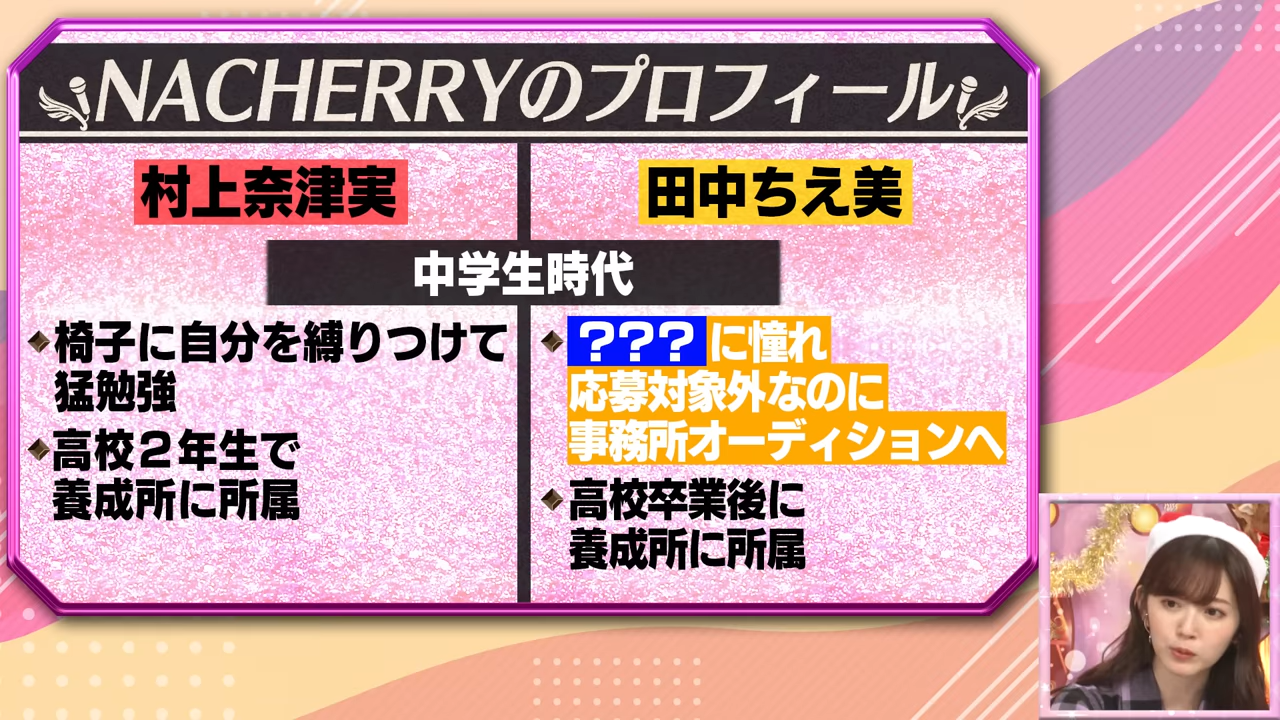 NACHERRYのプロフィール
村上奈津実
田中ちえ美
中学生時代
椅子に自分を縛りつけて
猛勉強
高校２年生で
養成所に所属
？？？に憧れ
応募対象外なのに
事務所オーディションへ
高校卒業後に
養成所に所属